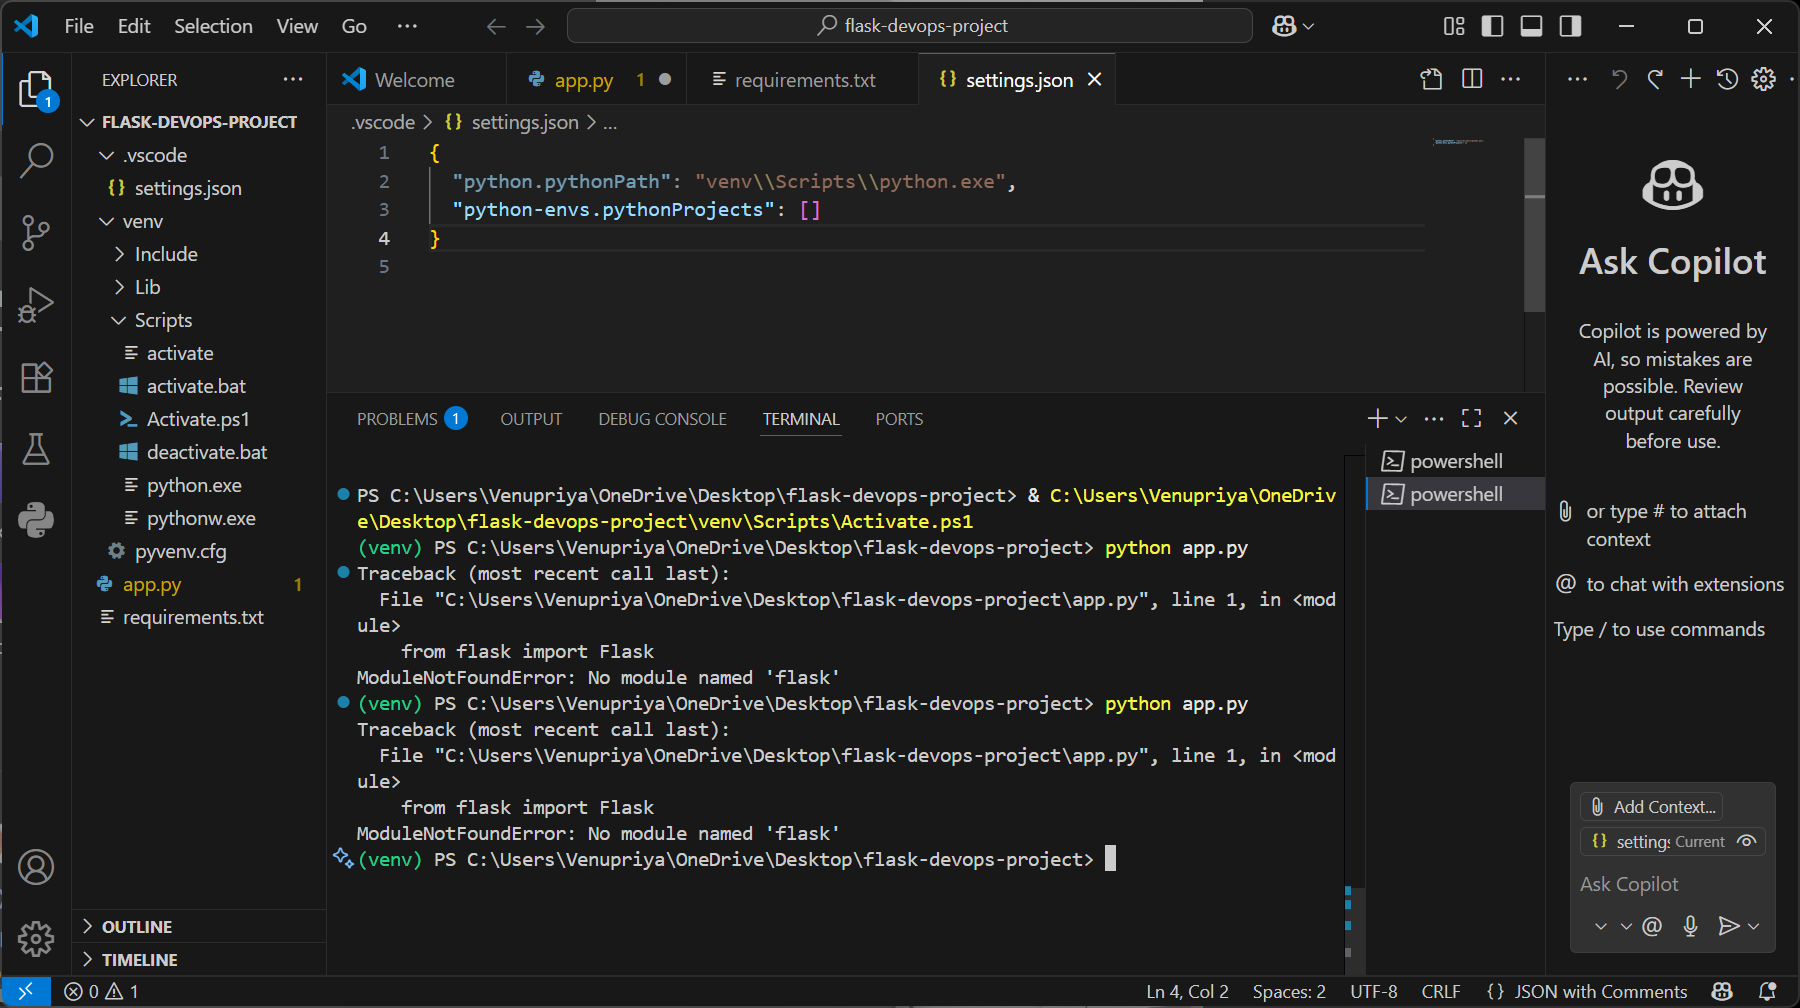 File Edit Selection View Go ···
flask-devops-project
EXPLORER
FLASK-DEVOPS-PROJECT
.vscode
{} settings.json
venv
Include
Lib
Scripts
activate
activate.bat
Activate.ps1
deactivate.bat
python.exe
pythonw.exe
pyvenv.cfg
app.py 1
requirements.txt
OUTLINE
TIMELINE
1
Welcome
app.py 1
requirements.txt
{} settings.json
.vscode > {} settings.json > ...
1 {
2 "python.pythonPath": "venv\\Scripts\\python.exe",
3 "python-envs.pythonProjects": []
4 }
5
PROBLEMS 1 OUTPUT DEBUG CONSOLE TERMINAL PORTS
PS C:\Users\Venupriya\OneDrive\Desktop\flask-devops-project> & C:\Users\Venupriya\OneDriv
e\Desktop\flask-devops-project\venv\Scripts\Activate.ps1
(venv) PS C:\Users\Venupriya\OneDrive\Desktop\flask-devops-project> python app.py
Traceback (most recent call last):
File "C:\Users\Venupriya\OneDrive\Desktop\flask-devops-project\app.py", line 1, in <mod
ule>
from flask import Flask
ModuleNotFoundError: No module named 'flask'
(venv) PS C:\Users\Venupriya\OneDrive\Desktop\flask-devops-project> python app.py
Traceback (most recent call last):
File "C:\Users\Venupriya\OneDrive\Desktop\flask-devops-project\app.py", line 1, in <mod
ule>
from flask import Flask
ModuleNotFoundError: No module named 'flask'
(venv) PS C:\Users\Venupriya\OneDrive\Desktop\flask-devops-project>
powershell
powershell
Ask Copilot
Copilot is powered by
AI, so mistakes are
possible. Review
output carefully
before use.
or type # to attach
context
@ to chat with extensions
Type / to use commands
Add Context...
{} settings Current
Ask Copilot
@
0 1
Ln 4, Col 2 Spaces: 2 UTF-8 CRLF {} JSON with Comments